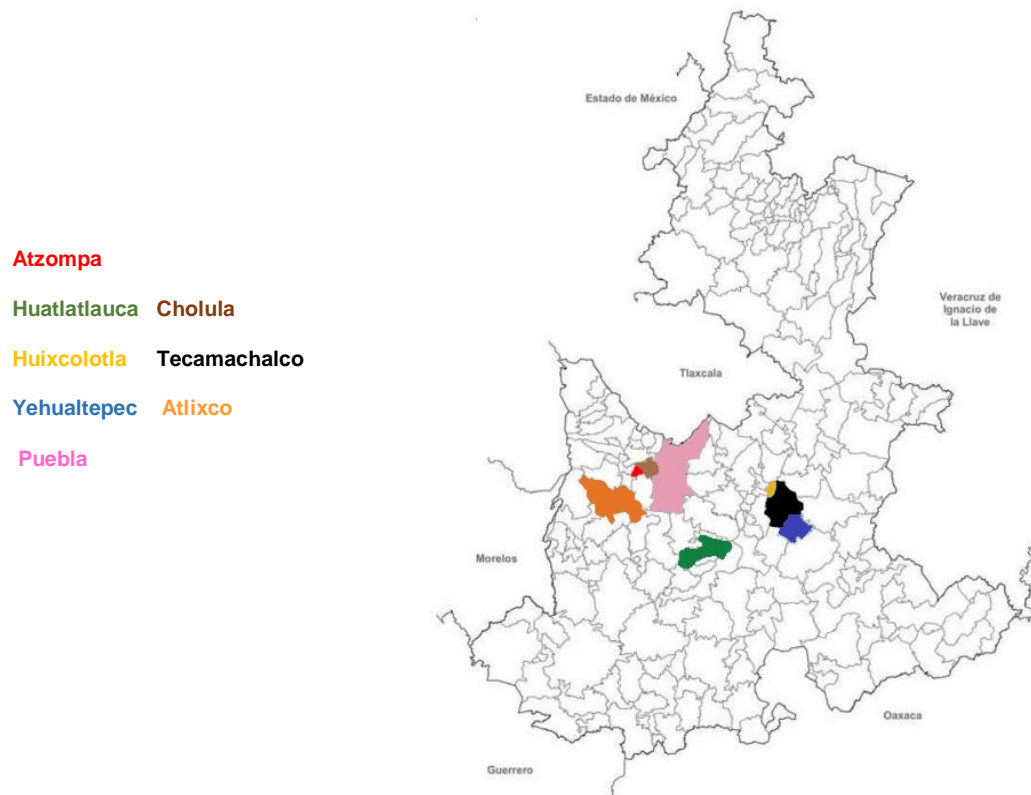 Estado de México
Atzompa
Huatlatlauca Cholula
Veracruz de
Ignacio de
la Llave
Huixcolotla Tecamachalco
Tlaxcala
Yehualtepec Atlixco
Puebla
Morelos
Oaxaca
Guerrero